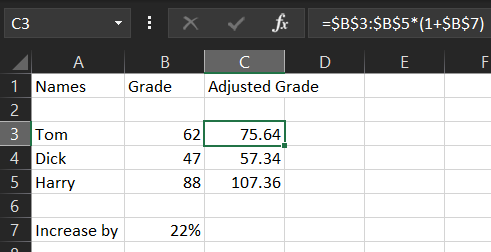 C3 fx =$B$3:$B$5*(1+$B$7)
A B C D E F
1 Names Grade Adjusted Grade
2
3 Tom 62 75.64
4 Dick 47 57.34
5 Harry 88 107.36
6
7 Increase by 22%